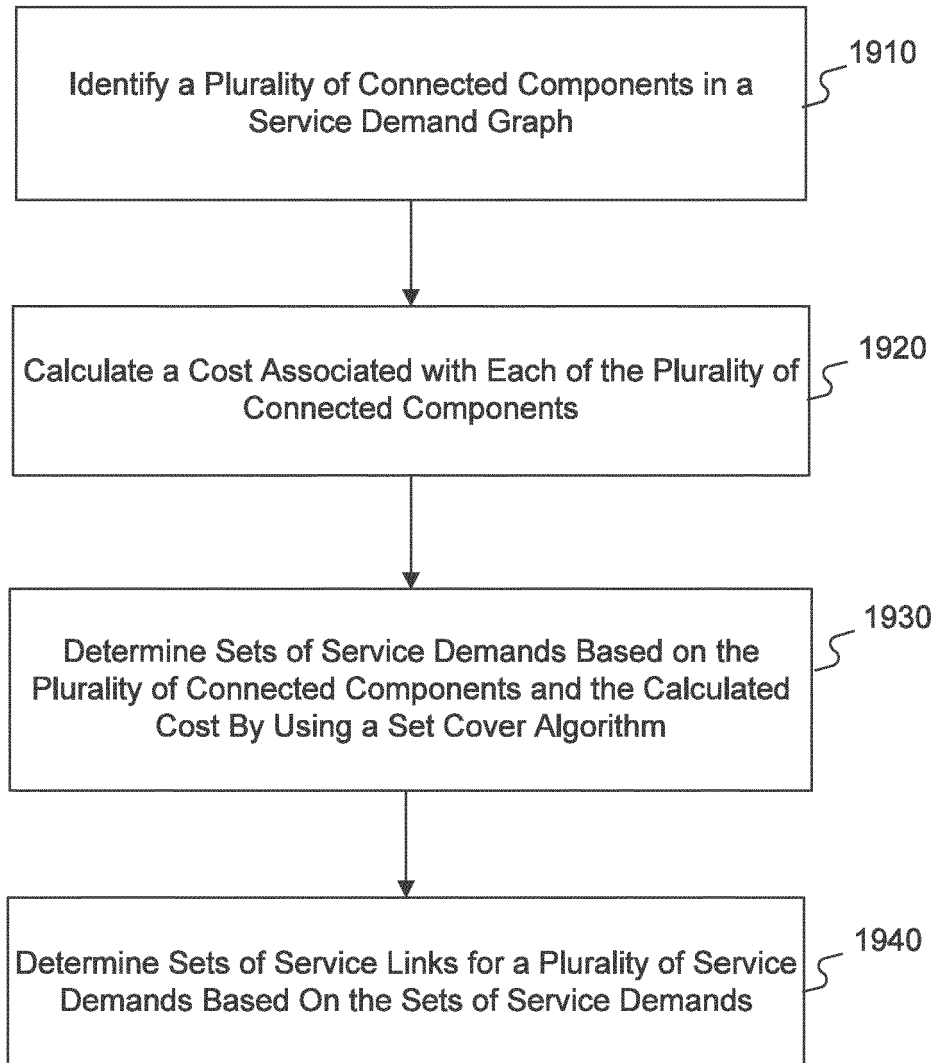 Identify a Plurality of Connected Components in a
Service Demand Graph
1910
Calculate a Cost Associated with Each of the Plurality of
Connected Components
1920
Determine Sets of Service Demands Based on the
Plurality of Connected Components and the Calculated
Cost By Using a Set Cover Algorithm
1930
Determine Sets of Service Links for a Plurality of Service
Demands Based On the Sets of Service Demands
1940